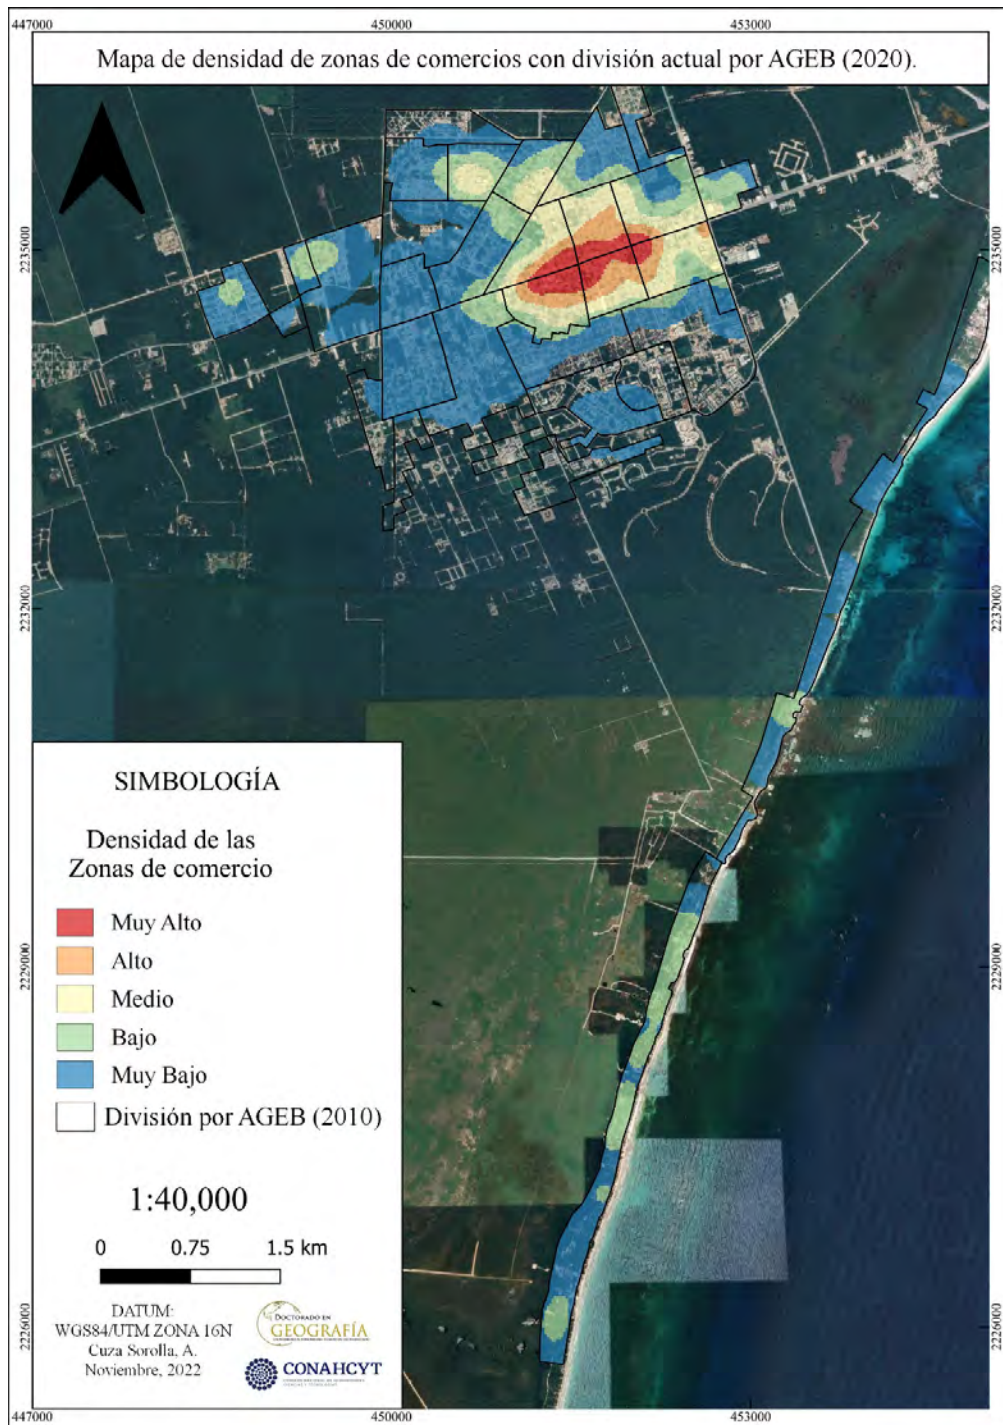 447000
450000
453000
Mapa de densidad de zonas de comercios con división actual por AGEB (2020).
2235000
2235000
2232000
2232000
SIMBOLOGÍA
Densidad de las
Zonas de comercio
Muy Alto
Alto
Medio
Bajo
Muy Bajo
División por AGEB (2010)
2229000
2229000
1:40,000
0 0.75 1.5 km
DATUM:
WGS84/UTM ZONA 16N
Cuza Sorolla, A.
Noviembre, 2022
DOCTORADO EN
GEOGRAFÍA
CONAHCYT
2226000
2226000
447000
450000
453000